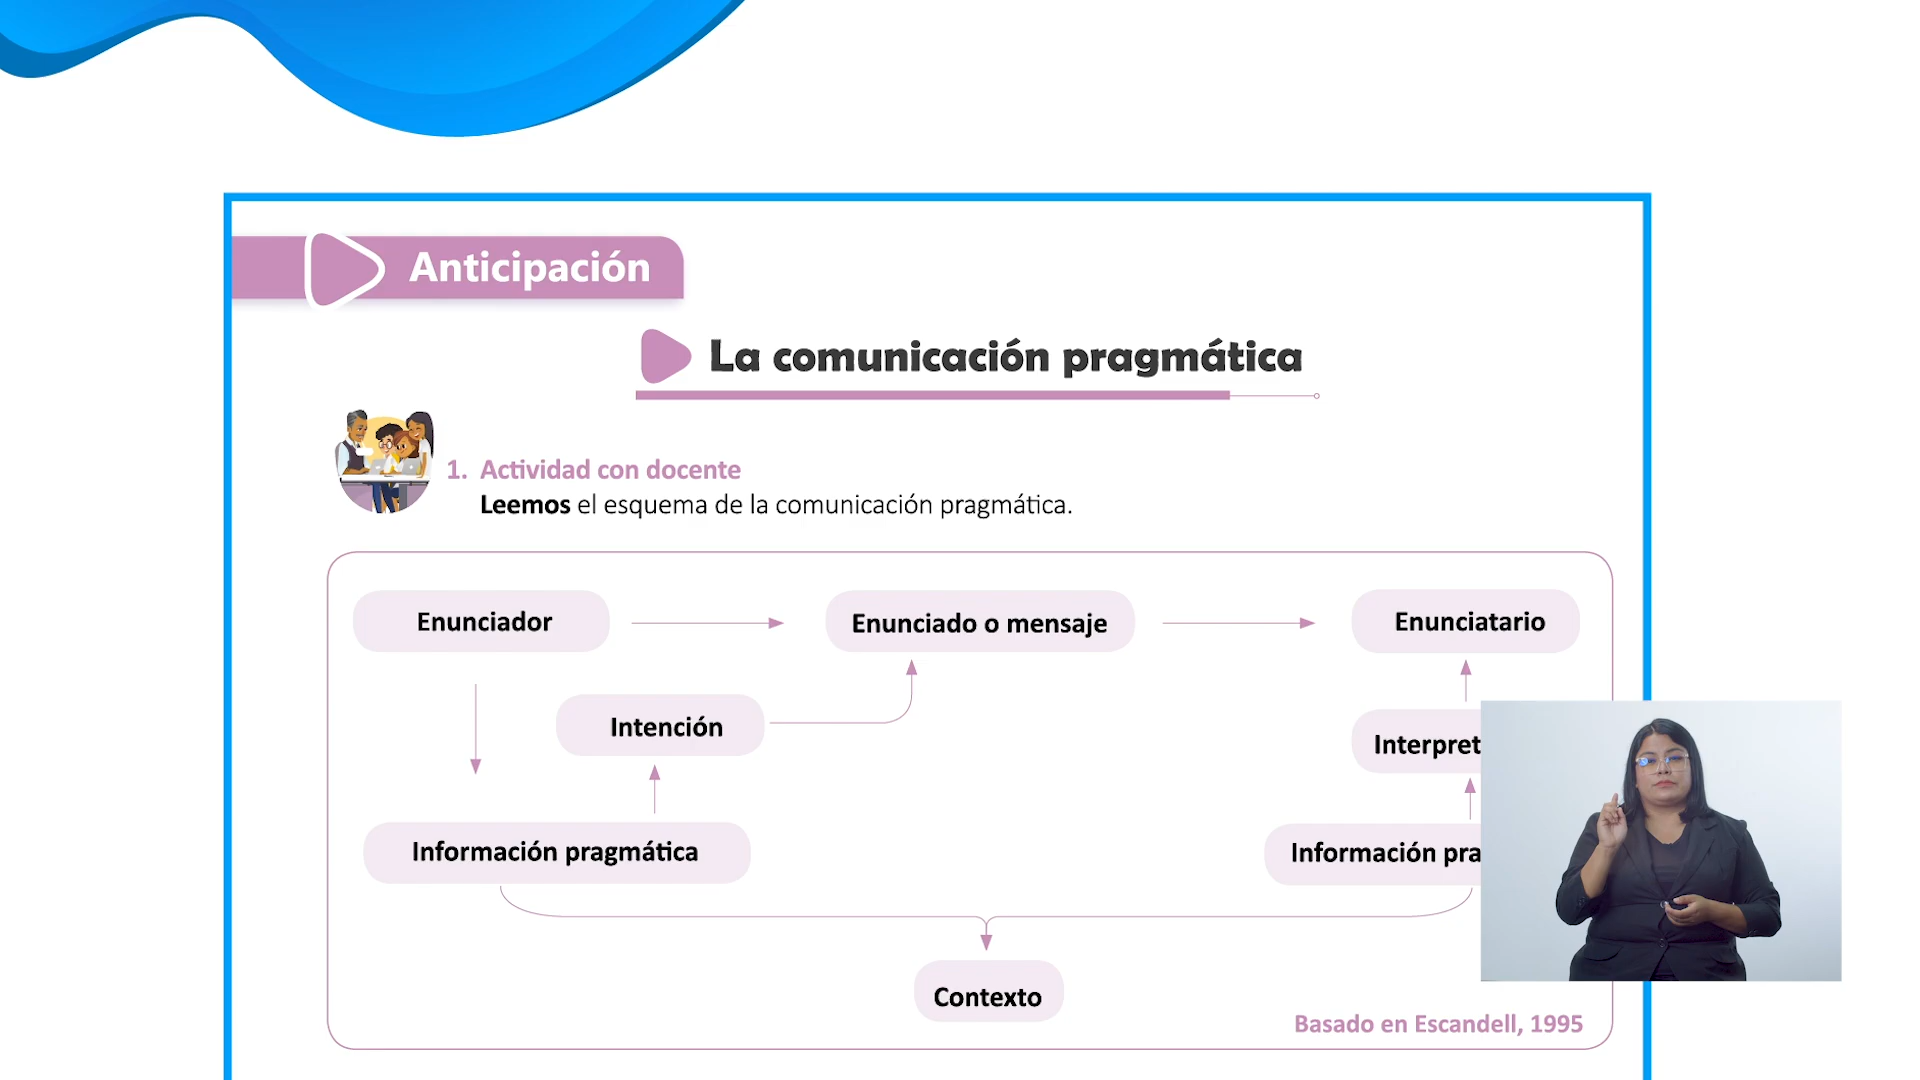 Anticipación
La comunicación pragmática
1. Actividad con docente
Leemos el esquema de la comunicación pragmática.
Enunciador
Enunciado o mensaje
Enunciatario
Intención
Información pragmática
Información
Contexto
Basado en Escandell, 1995